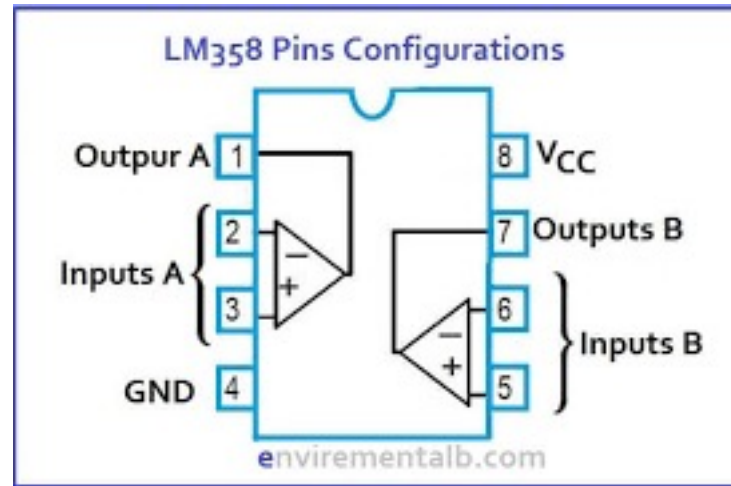 LM358 Pins Configurations
Outpur A
1
8
VCC
2
7
Outputs B
Inputs A
−
+
3
−
+
6
Inputs B
GND
4
5
envirementalb.com